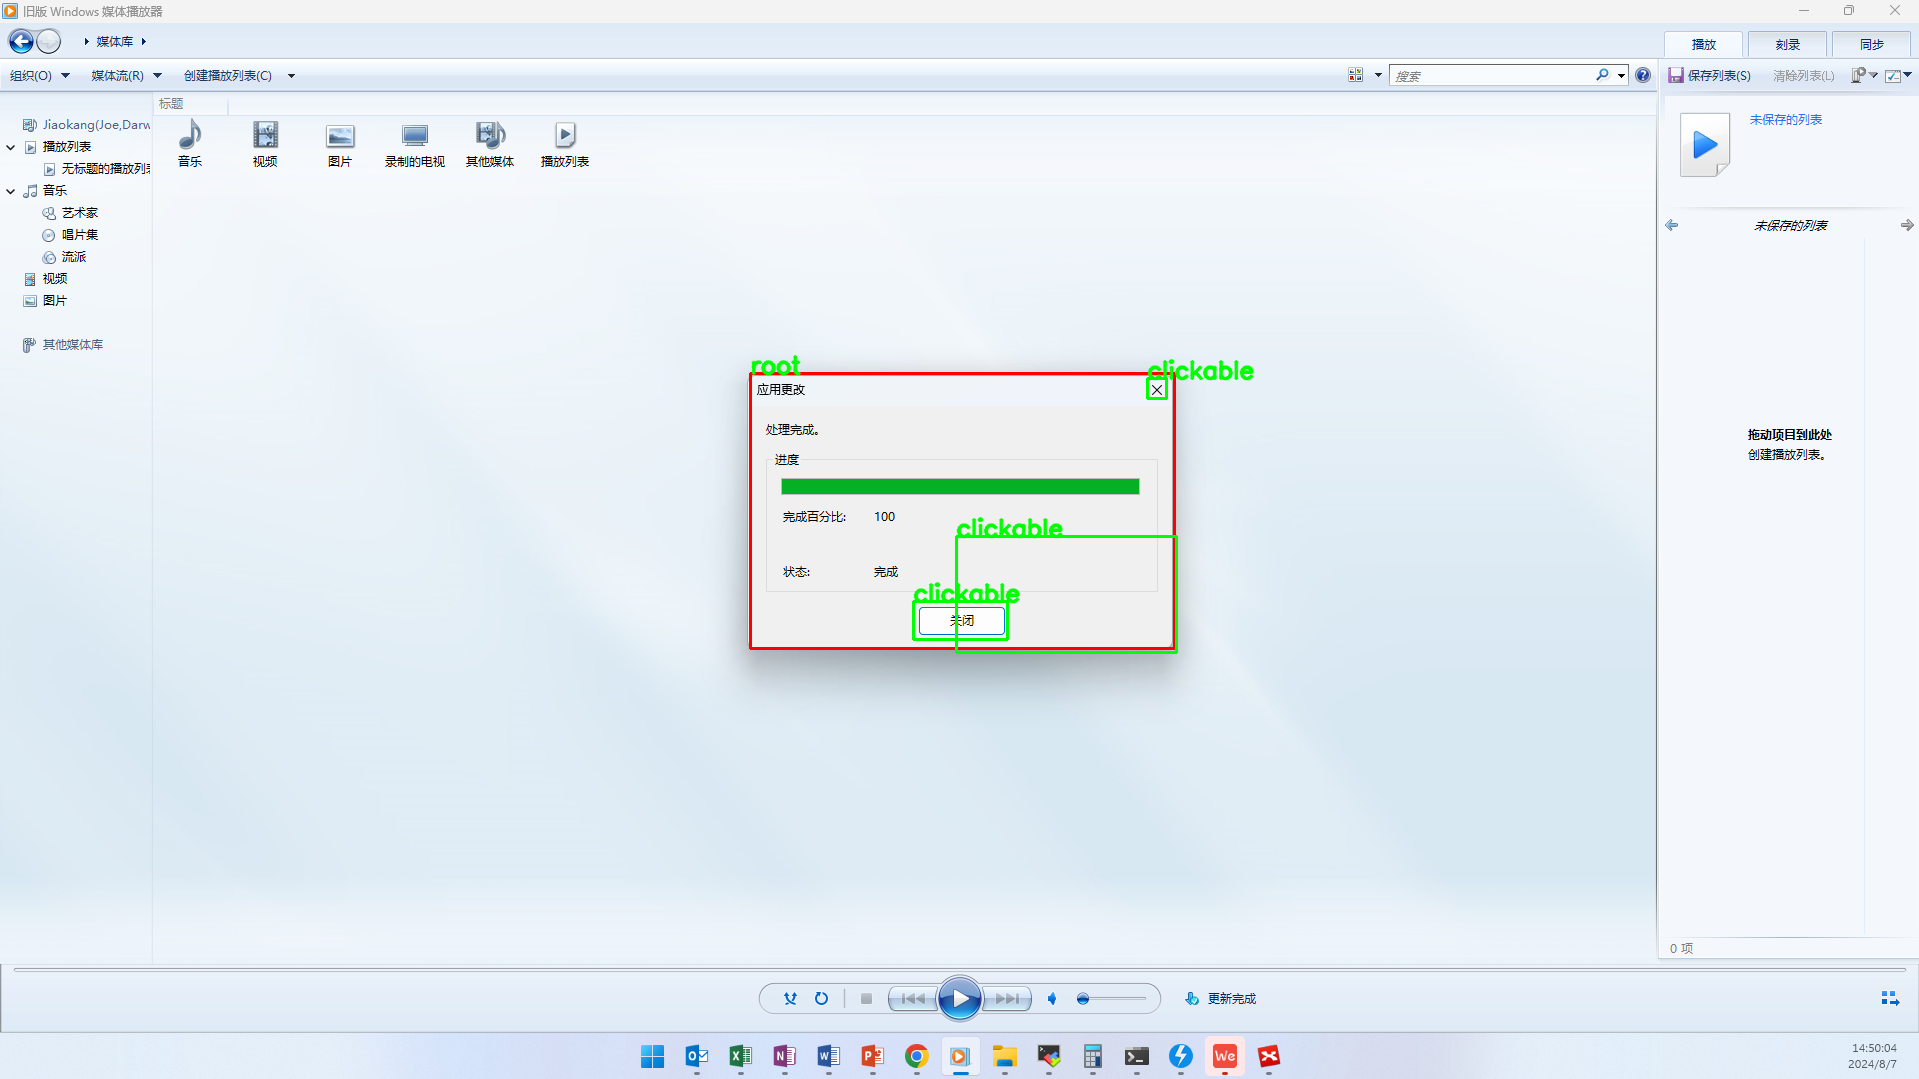 旧版 Windows 媒体播放器
媒体库
播放
刻录
同步
组织(O)
媒体流(R)
创建播放列表(C)
搜索
保存列表(S)
清除列表(L)
标题
Jiaokang(Joe,Darw
播放列表
无标题的播放列表
音乐
艺术家
唱片集
流派
视频
图片
其他媒体库
音乐
视频
图片
录制的电视
其他媒体
播放列表
未保存的列表
未保存的列表
拖动项目到此处
创建播放列表。
0 项
root
clickable
应用更改
处理完成。
进度
完成百分比:
100
clickable
状态:
完成
clickable
关闭
更新完成
We
14:50:04
2024/8/7